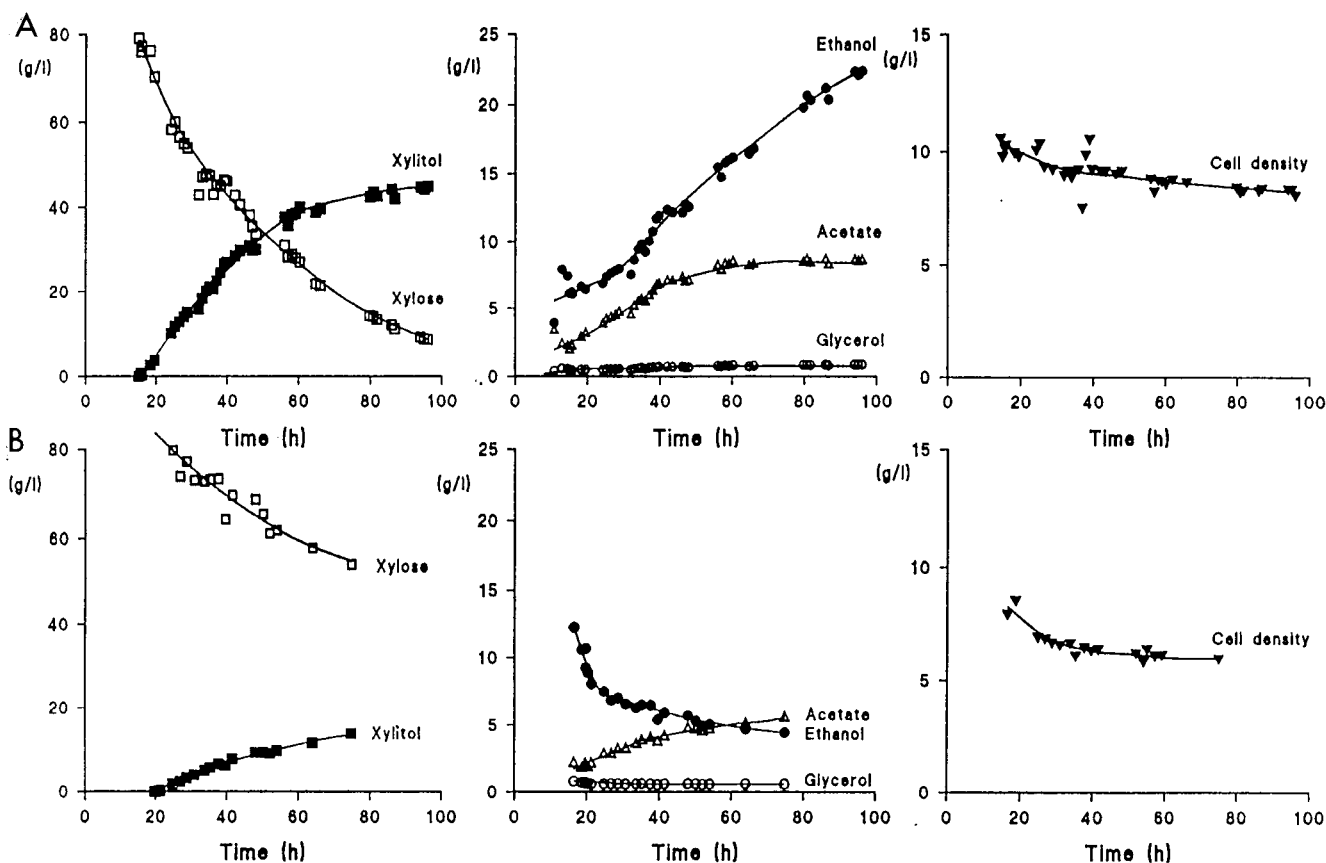 A
80
(g/l)
60
40
20
0
0 20 40 60 80 100
Time (h)
Xylitol
Xylose
25
(g/l)
20
15
10
5
0
0 20 40 60 80 100
Time (h)
Ethanol
Acetate
Glycerol
15
(g/l)
10
5
0
0 20 40 60 80 100
Time (h)
Cell density
B
80
(g/l)
60
40
20
0
0 20 40 60 80 100
Time (h)
Xylose
Xylitol
25
(g/l)
20
15
10
5
0
0 20 40 60 80 100
Time (h)
Acetate
Ethanol
Glycerol
15
(g/l)
10
5
0
0 20 40 60 80 100
Time (h)
Cell density